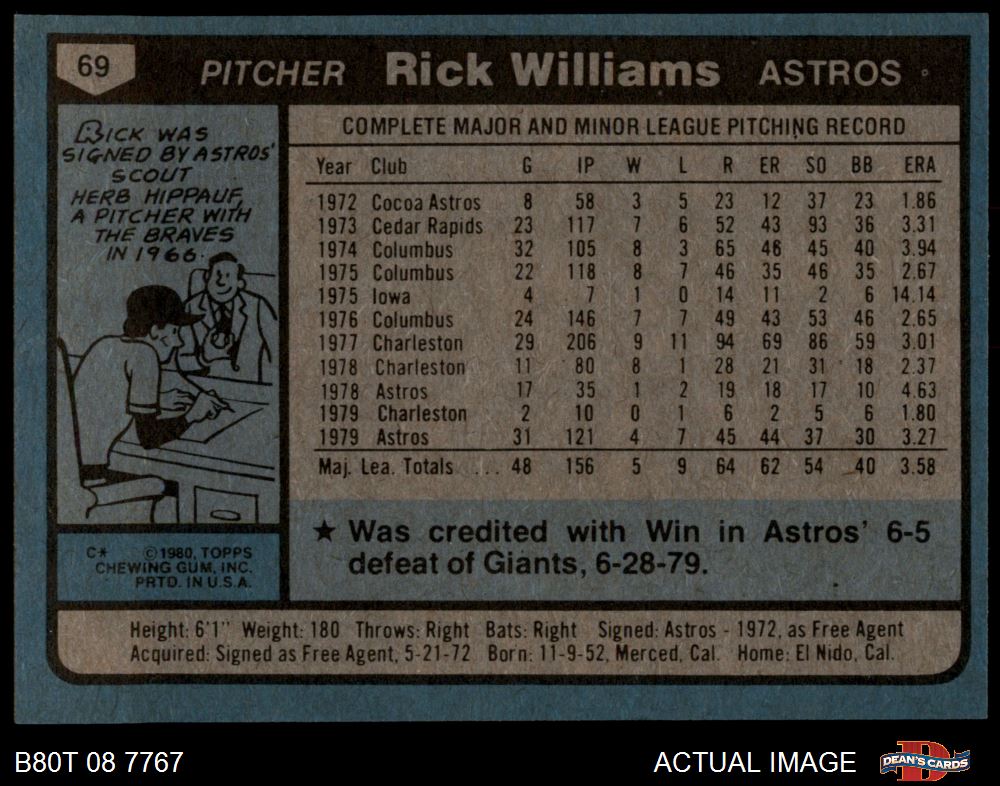 69 PITCHER Rick Williams ASTROS
RICK WAS
SIGNED BY ASTROS'
SCOUT
HERB HIPPAUF,
A PITCHER WITH
THE BRAVES
IN 1966.
C* ©1980, TOPPS
CHEWING GUM, INC.
PRTD. IN U.S.A.
COMPLETE MAJOR AND MINOR LEAGUE PITCHING RECORD
Year Club G IP W L R ER SO BB ERA
1972 Cocoa Astros 8 58 3 5 23 12 37 23 1.86
1973 Cedar Rapids 23 117 7 6 52 43 93 36 3.31
1974 Columbus 32 105 8 3 65 46 45 40 3.94
1975 Columbus 22 118 8 7 46 35 46 35 2.67
1975 Iowa 4 7 1 0 14 11 2 6 14.14
1976 Columbus 24 146 7 7 49 43 53 46 2.65
1977 Charleston 29 206 9 11 94 69 86 59 3.01
1978 Charleston 11 80 8 1 28 21 31 18 2.37
1978 Astros 17 35 1 2 19 18 17 10 4.63
1979 Charleston 2 10 0 1 6 2 5 6 1.80
1979 Astros 31 121 4 7 45 44 37 30 3.27
Maj. Lea. Totals ... 48 156 5 9 64 62 54 40 3.58
★ Was credited with Win in Astros' 6-5
defeat of Giants, 6-28-79.
Height: 6'1" Weight: 180 Throws: Right Bats: Right Signed: Astros - 1972, as Free Agent
Acquired: Signed as Free Agent, 5-21-72 Born: 11-9-52, Merced, Cal. Home: El Nido, Cal.
B80T 08 7767 ACTUAL IMAGE D DEAN'S CARDS